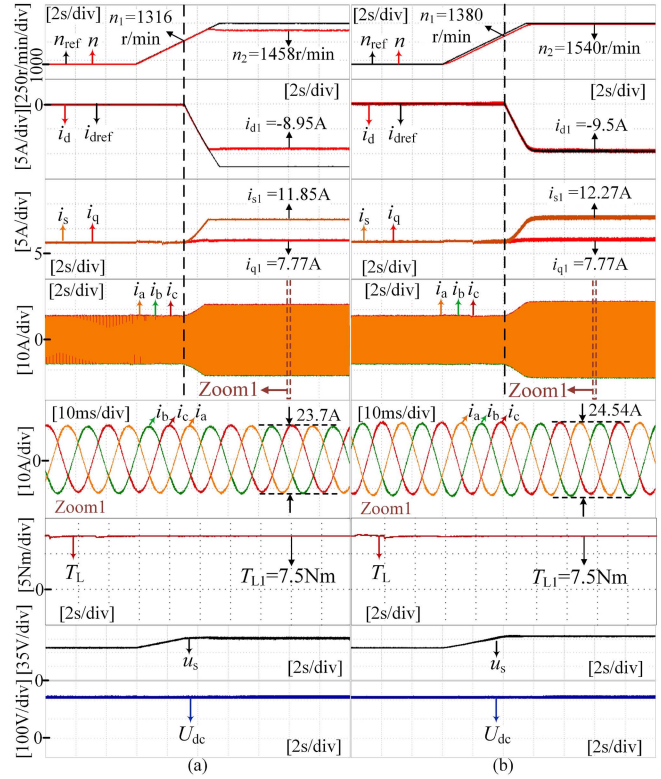 [2s/div]
n1=1316
r/min
nref
n
n2=1458r/min
[250r/min/div]
1000
[2s/div]
n1=1380
r/min
nref
n
n2=1540r/min
[2s/div]
0
id
idref
id1=-8.95A
[5A/div]
[2s/div]
id
idref
id1=-9.5A
is1=11.85A
is
iq
[5A/div]
5
iq1=7.77A
[2s/div]
is1=12.27A
is
iq
iq1=7.77A
[2s/div]
[2s/div]
ia ib ic
[10A/div]
0
Zoom1
[2s/div]
ia ib ic
Zoom1
[10ms/div]
ib ic ia
23.7A
[10A/div]
0
Zoom1
[10ms/div]
ia ib ic
24.54A
Zoom1
[5Nm/div]
TL
TL1=7.5Nm
0
[2s/div]
TL
TL1=7.5Nm
[2s/div]
[35V/div]
us
[2s/div]
0
us
[2s/div]
[100V/div]
0
Udc
[2s/div]
Udc
[2s/div]
(a)
(b)